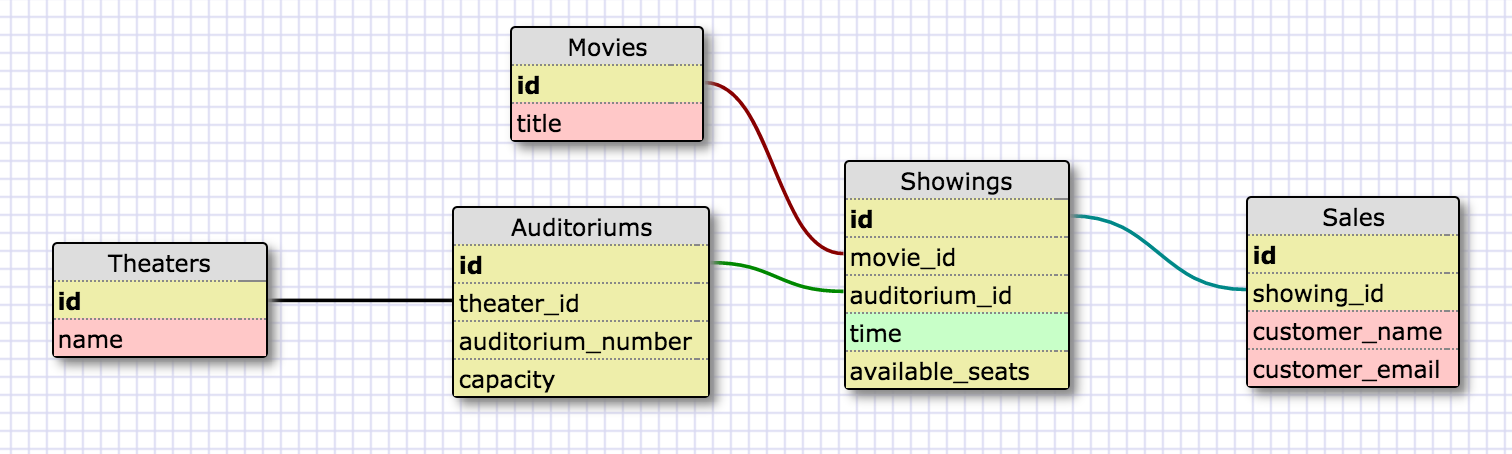 Movies
id
title
Theaters
id
name
Auditoriums
id
theater_id
auditorium_number
capacity
Showings
id
movie_id
auditorium_id
time
available_seats
Sales
id
showing_id
customer_name
customer_email